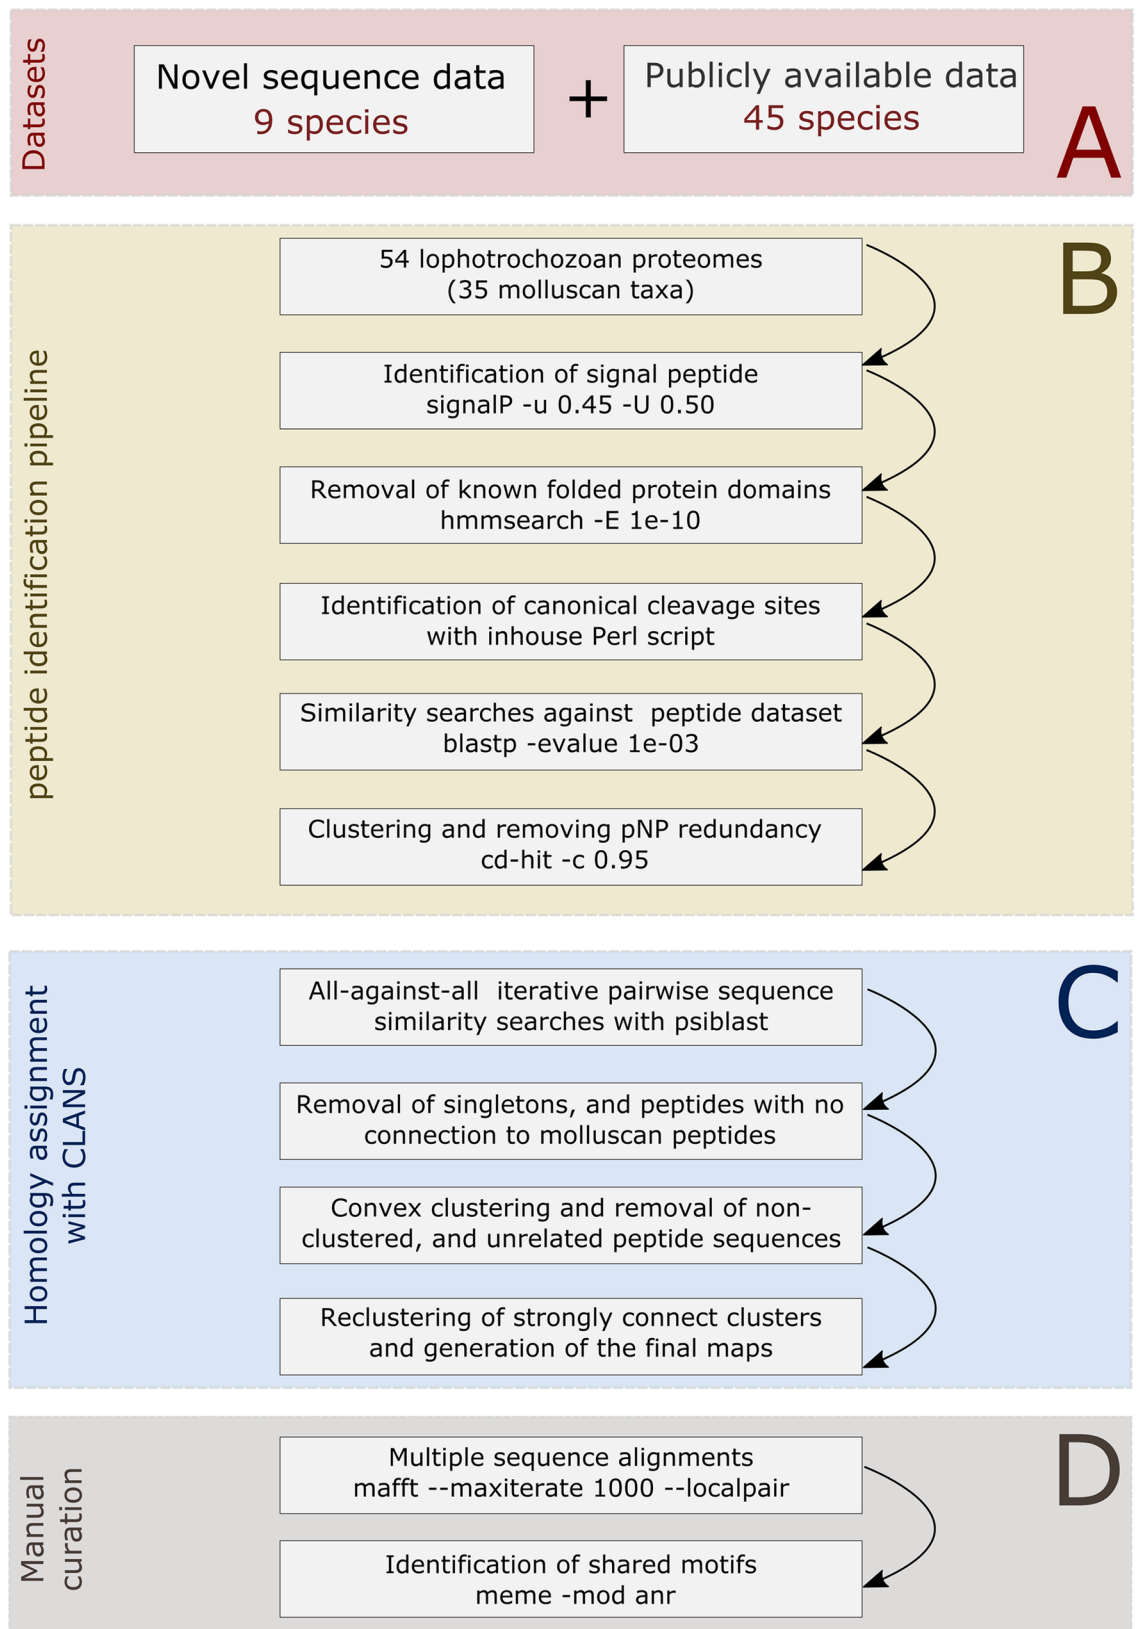 Datasets
Novel sequence data
9 species
+
Publicly available data
45 species
A
peptide identification pipeline
B
54 lophotrochozoan proteomes
(35 molluscan taxa)
Identification of signal peptide
signalP -u 0.45 -U 0.50
Removal of known folded protein domains
hmmsearch -E 1e-10
Identification of canonical cleavage sites
with inhouse Perl script
Similarity searches against  peptide dataset
blastp -evalue 1e-03
Clustering and removing pNP redundancy
cd-hit -c 0.95
Homology assignment
with CLANS
C
All-against-all  iterative pairwise sequence
similarity searches with psiblast
Removal of singletons, and peptides with no
connection to molluscan peptides
Convex clustering and removal of non-
clustered, and unrelated peptide sequences
Reclustering of strongly connect clusters
and generation of the final maps
Manual
curation
D
Multiple sequence alignments
mafft --maxiterate 1000 --localpair
Identification of shared motifs
meme -mod anr